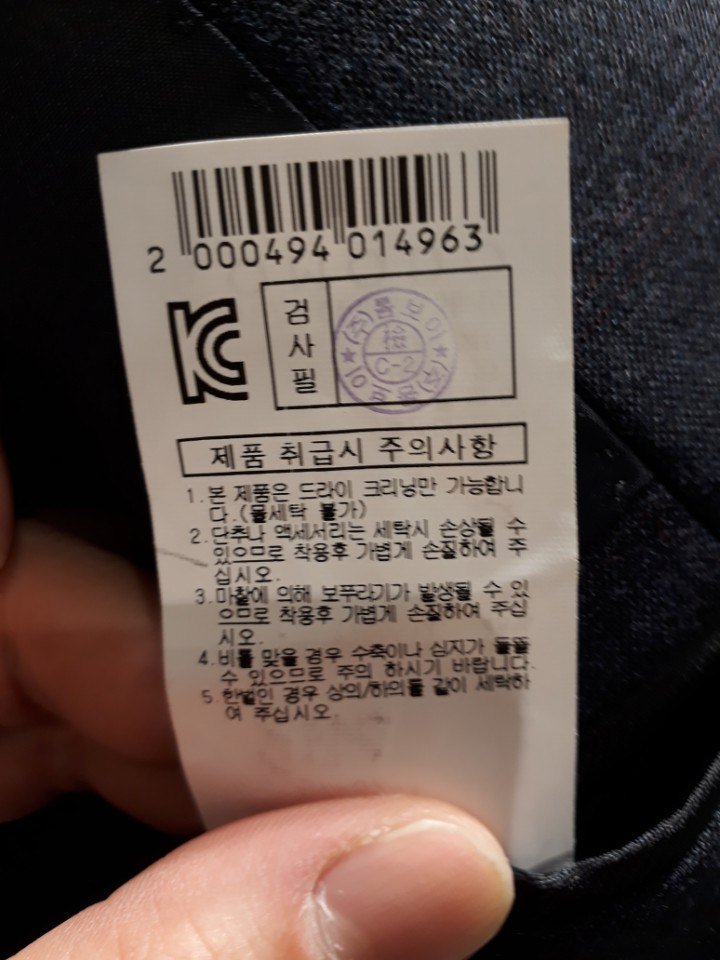 2 000494 014963
검사필
(주)톰보이
檢
C-2
제품 취급시 주의사항
1.본 제품은 드라이 크리닝만 가능합니
다.(물세탁 불가)
2.단추나 액세서리는 세탁시 손상될 수
있으므로 착용후 가볍게 손질하여 주
십시오.
3.마찰에 의해 보푸라기가 발생될 수 있
으므로 착용후 가볍게 손질하여 주십
시오.
4.비를 맞을 경우 수축이나 심지가 들뜰
수 있으므로 주의 하시기 바랍니다.
5.한벌인 경우 상의/하의를 같이 세탁하
여 주십시오